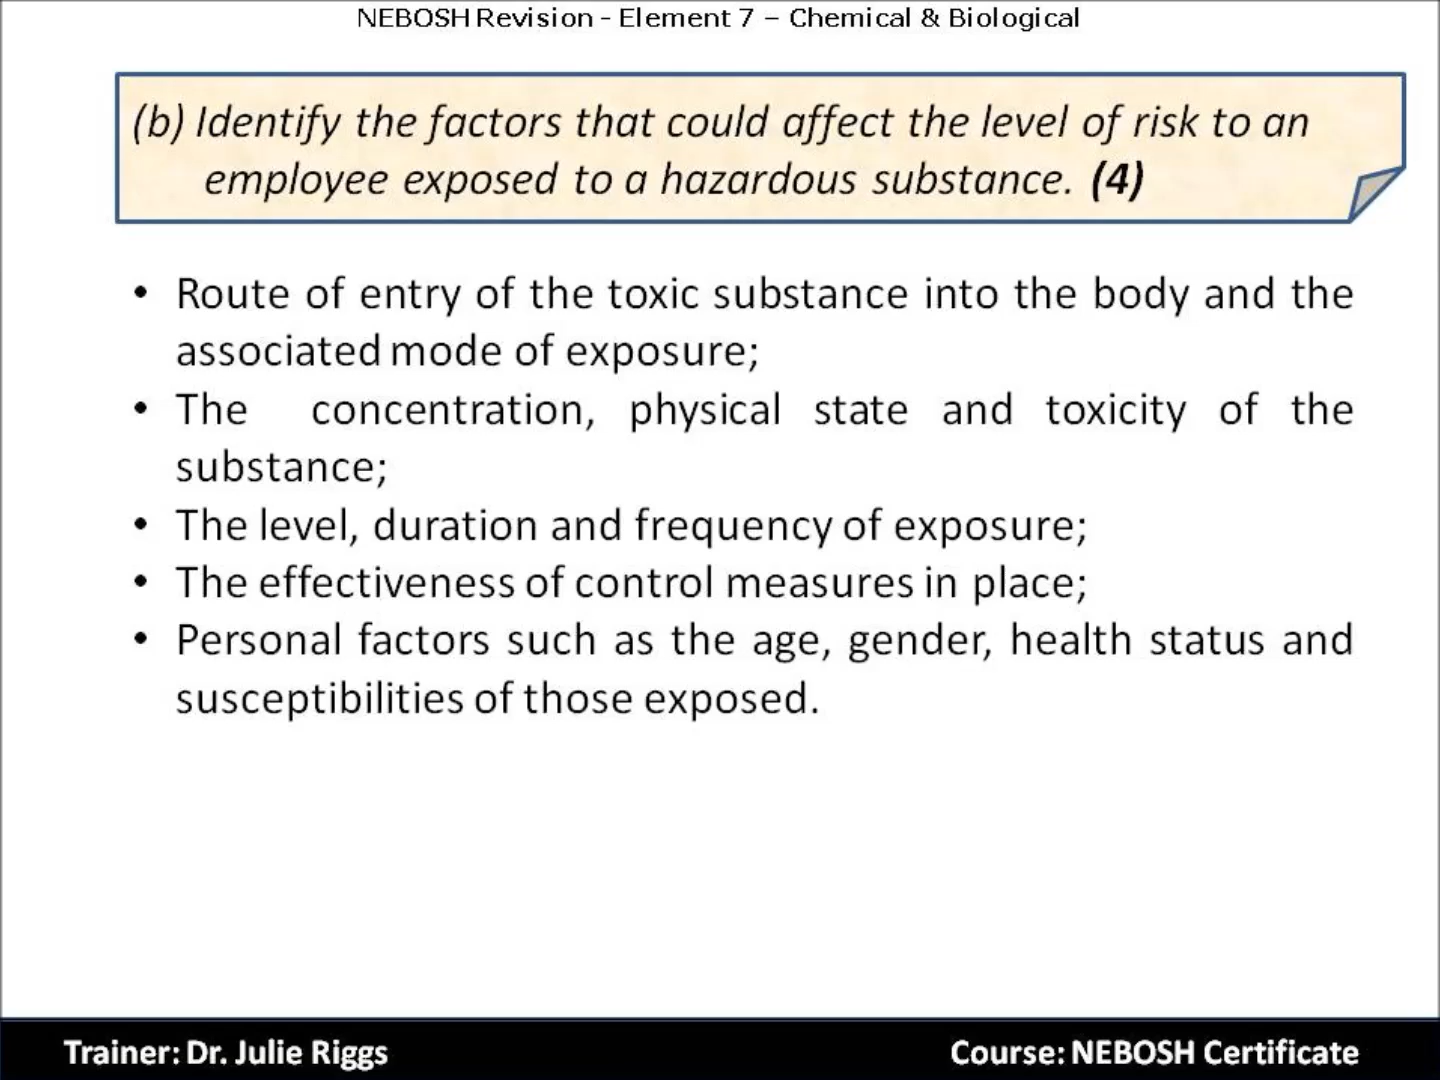 NEBOSH Revision - Element 7 – Chemical & Biological
(b) Identify the factors that could affect the level of risk to an
employee exposed to a hazardous substance. (4)
• Route of entry of the toxic substance into the body and the
associated mode of exposure;
• The concentration, physical state and toxicity of the
substance;
• The level, duration and frequency of exposure;
• The effectiveness of control measures in place;
• Personal factors such as the age, gender, health status and
susceptibilities of those exposed.
Trainer: Dr. Julie Riggs
Course: NEBOSH Certificate